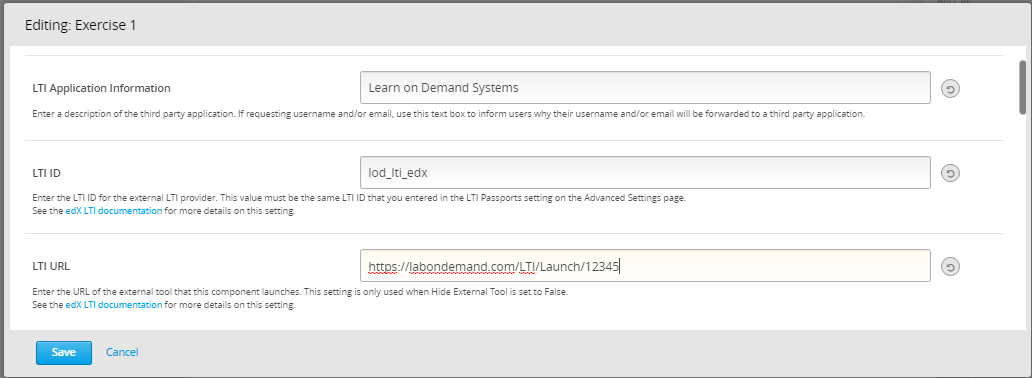 Editing: Exercise 1
LTI Application Information
Learn on Demand Systems
Enter a description of the third party application. If requesting username and/or email, use this text box to inform users why their username and/or email will be forwarded to a third party application.
LTI ID
lod_lti_edx
Enter the LTI ID for the external LTI provider. This value must be the same LTI ID that you entered in the LTI Passports setting on the Advanced Settings page.
See the edX LTI documentation for more details on this setting.
LTI URL
https://labondemand.com/LTI/Launch/12345
Enter the URL of the external tool that this component launches. This setting is only used when Hide External Tool is set to False.
See the edX LTI documentation for more details on this setting.
Save Cancel